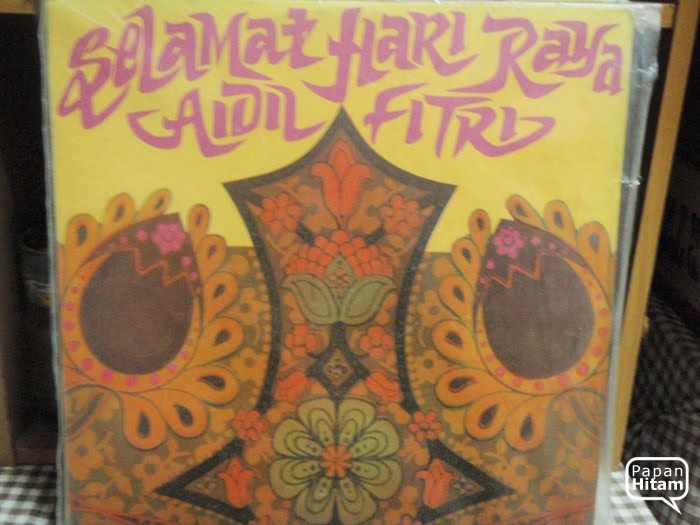 Selamat Hari Raya
Aidil Fitri
Papan
Hitam